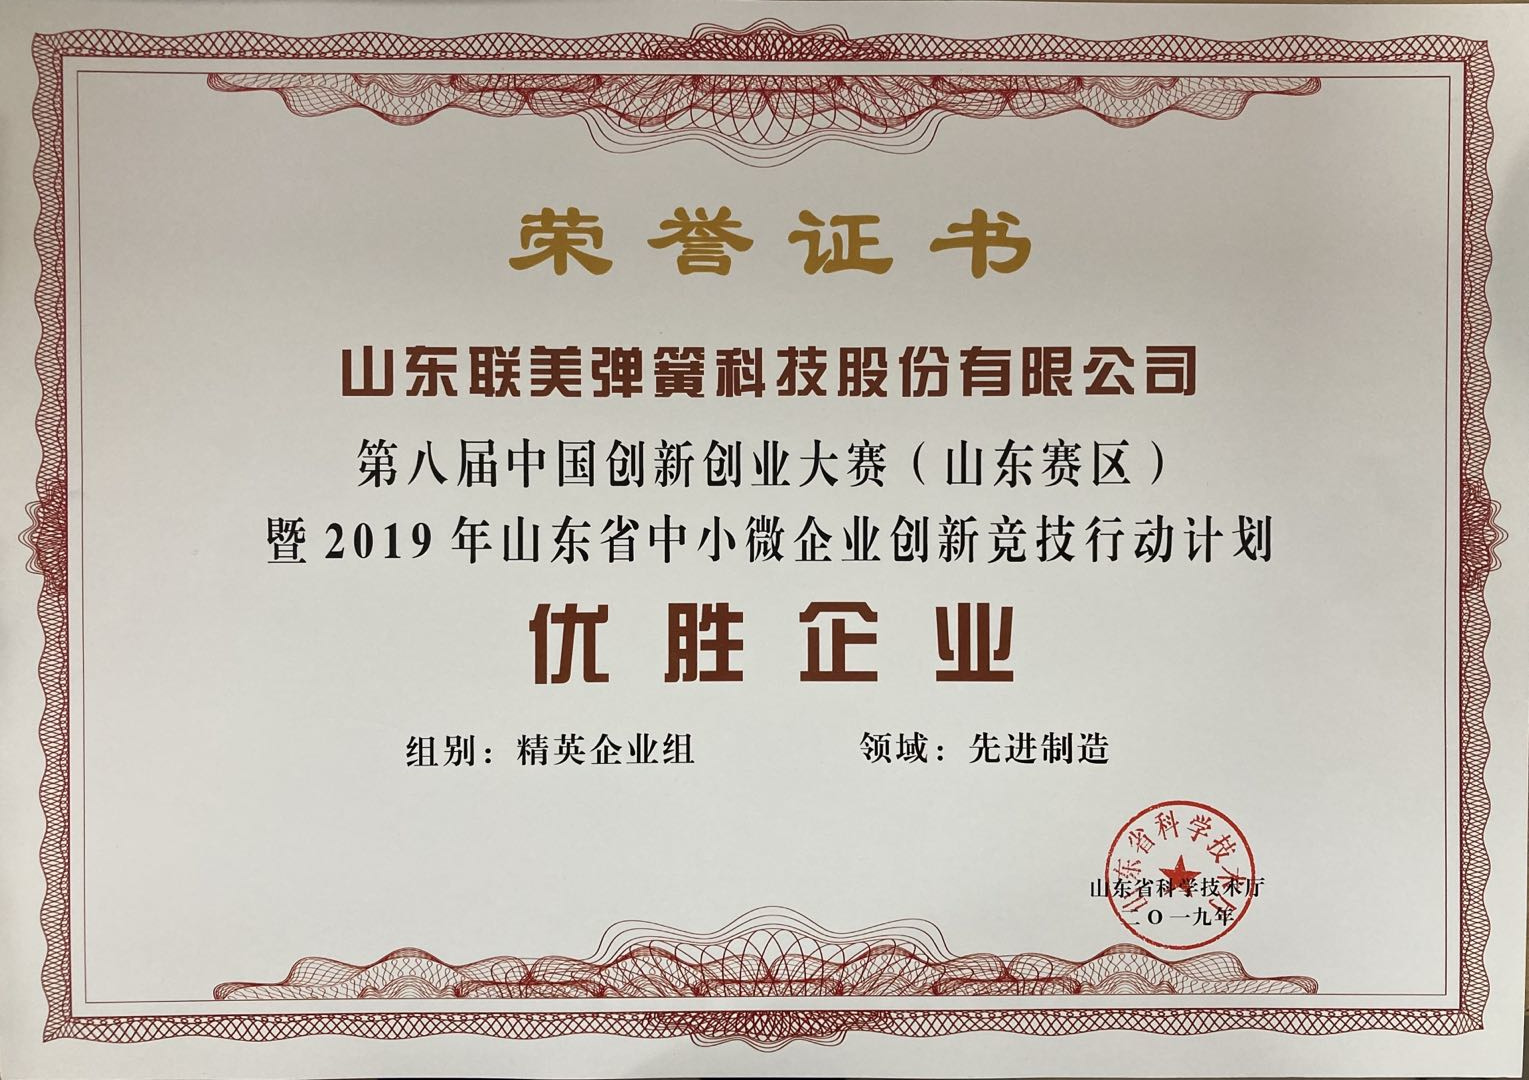 荣誉证书
山东联美弹簧科技股份有限公司
第八届中国创新创业大赛（山东赛区）
暨2019年山东省中小微企业创新竞技行动计划
优胜企业
组别：精英企业组 领域：先进制造
山东省科学技术厅
山东省科学技术厅
二O一九年